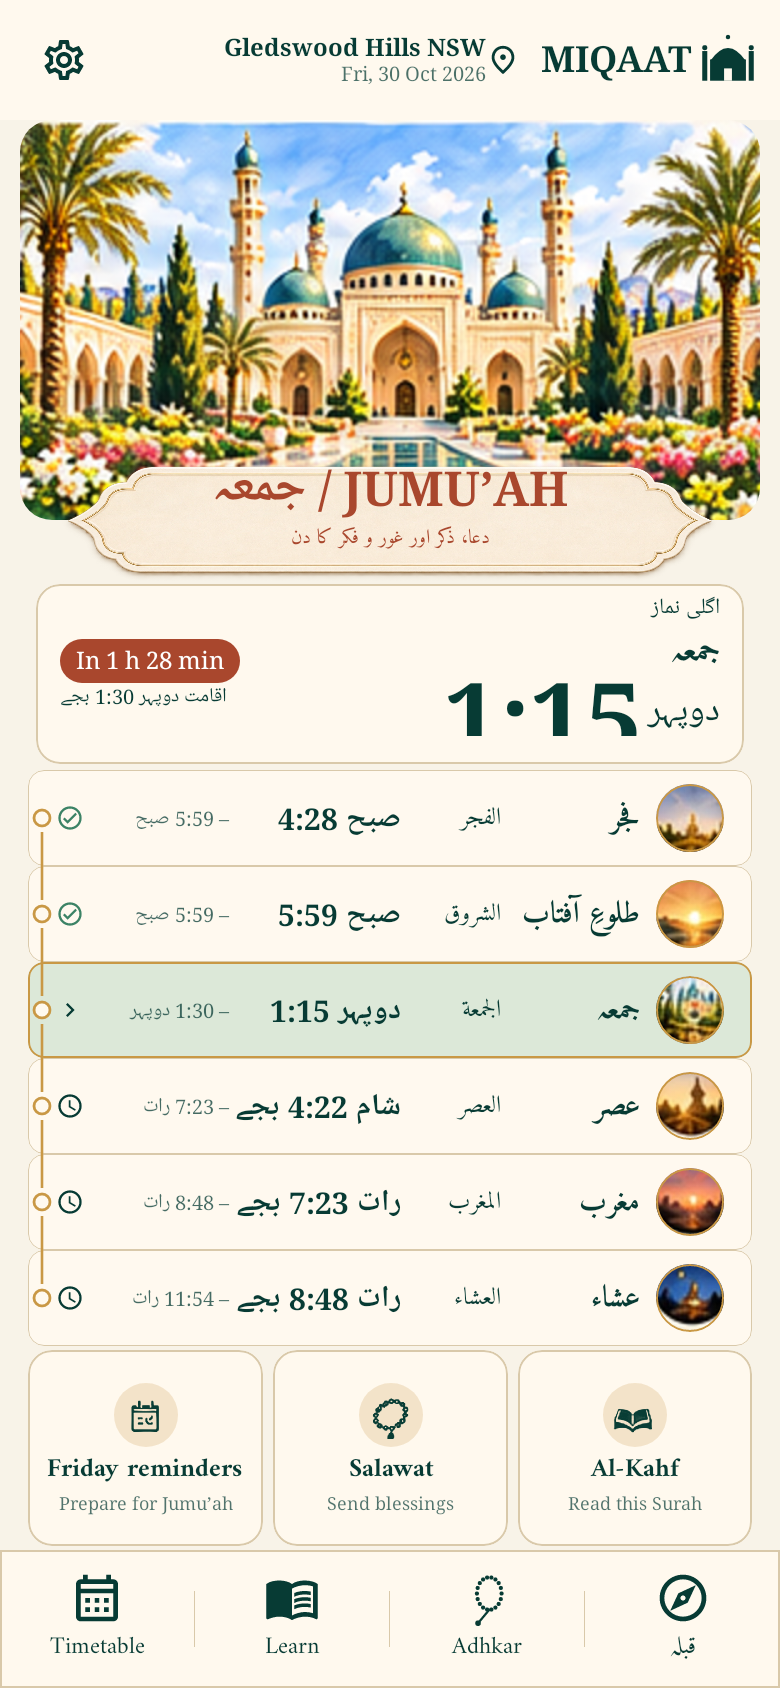 MIQAAT
Gledswood Hills NSW
Fri, 30 Oct 2026
جمعہ / JUMU’AH
دعا، ذکر اور غور و فکر کا دن
اگلی نماز
جمعہ
دوپہر 1:15
In 1 h 28 min
اقامت دوپہر 1:30 بجے
فجر الفجر صبح 4:28 – 5:59 صبح
طلوعِ آفتاب الشروق صبح 5:59 – 5:59 صبح
جمعہ الجمعة دوپہر 1:15 – 1:30 دوپہر
عصر العصر شام 4:22 بجے – 7:23 رات
مغرب المغرب رات 7:23 بجے – 8:48 رات
عشاء العشاء رات 8:48 بجے – 11:54 رات
Al-Kahf
Read this Surah
Salawat
Send blessings
Friday reminders
Prepare for Jumu’ah
قبلہ
Adhkar
Learn
Timetable